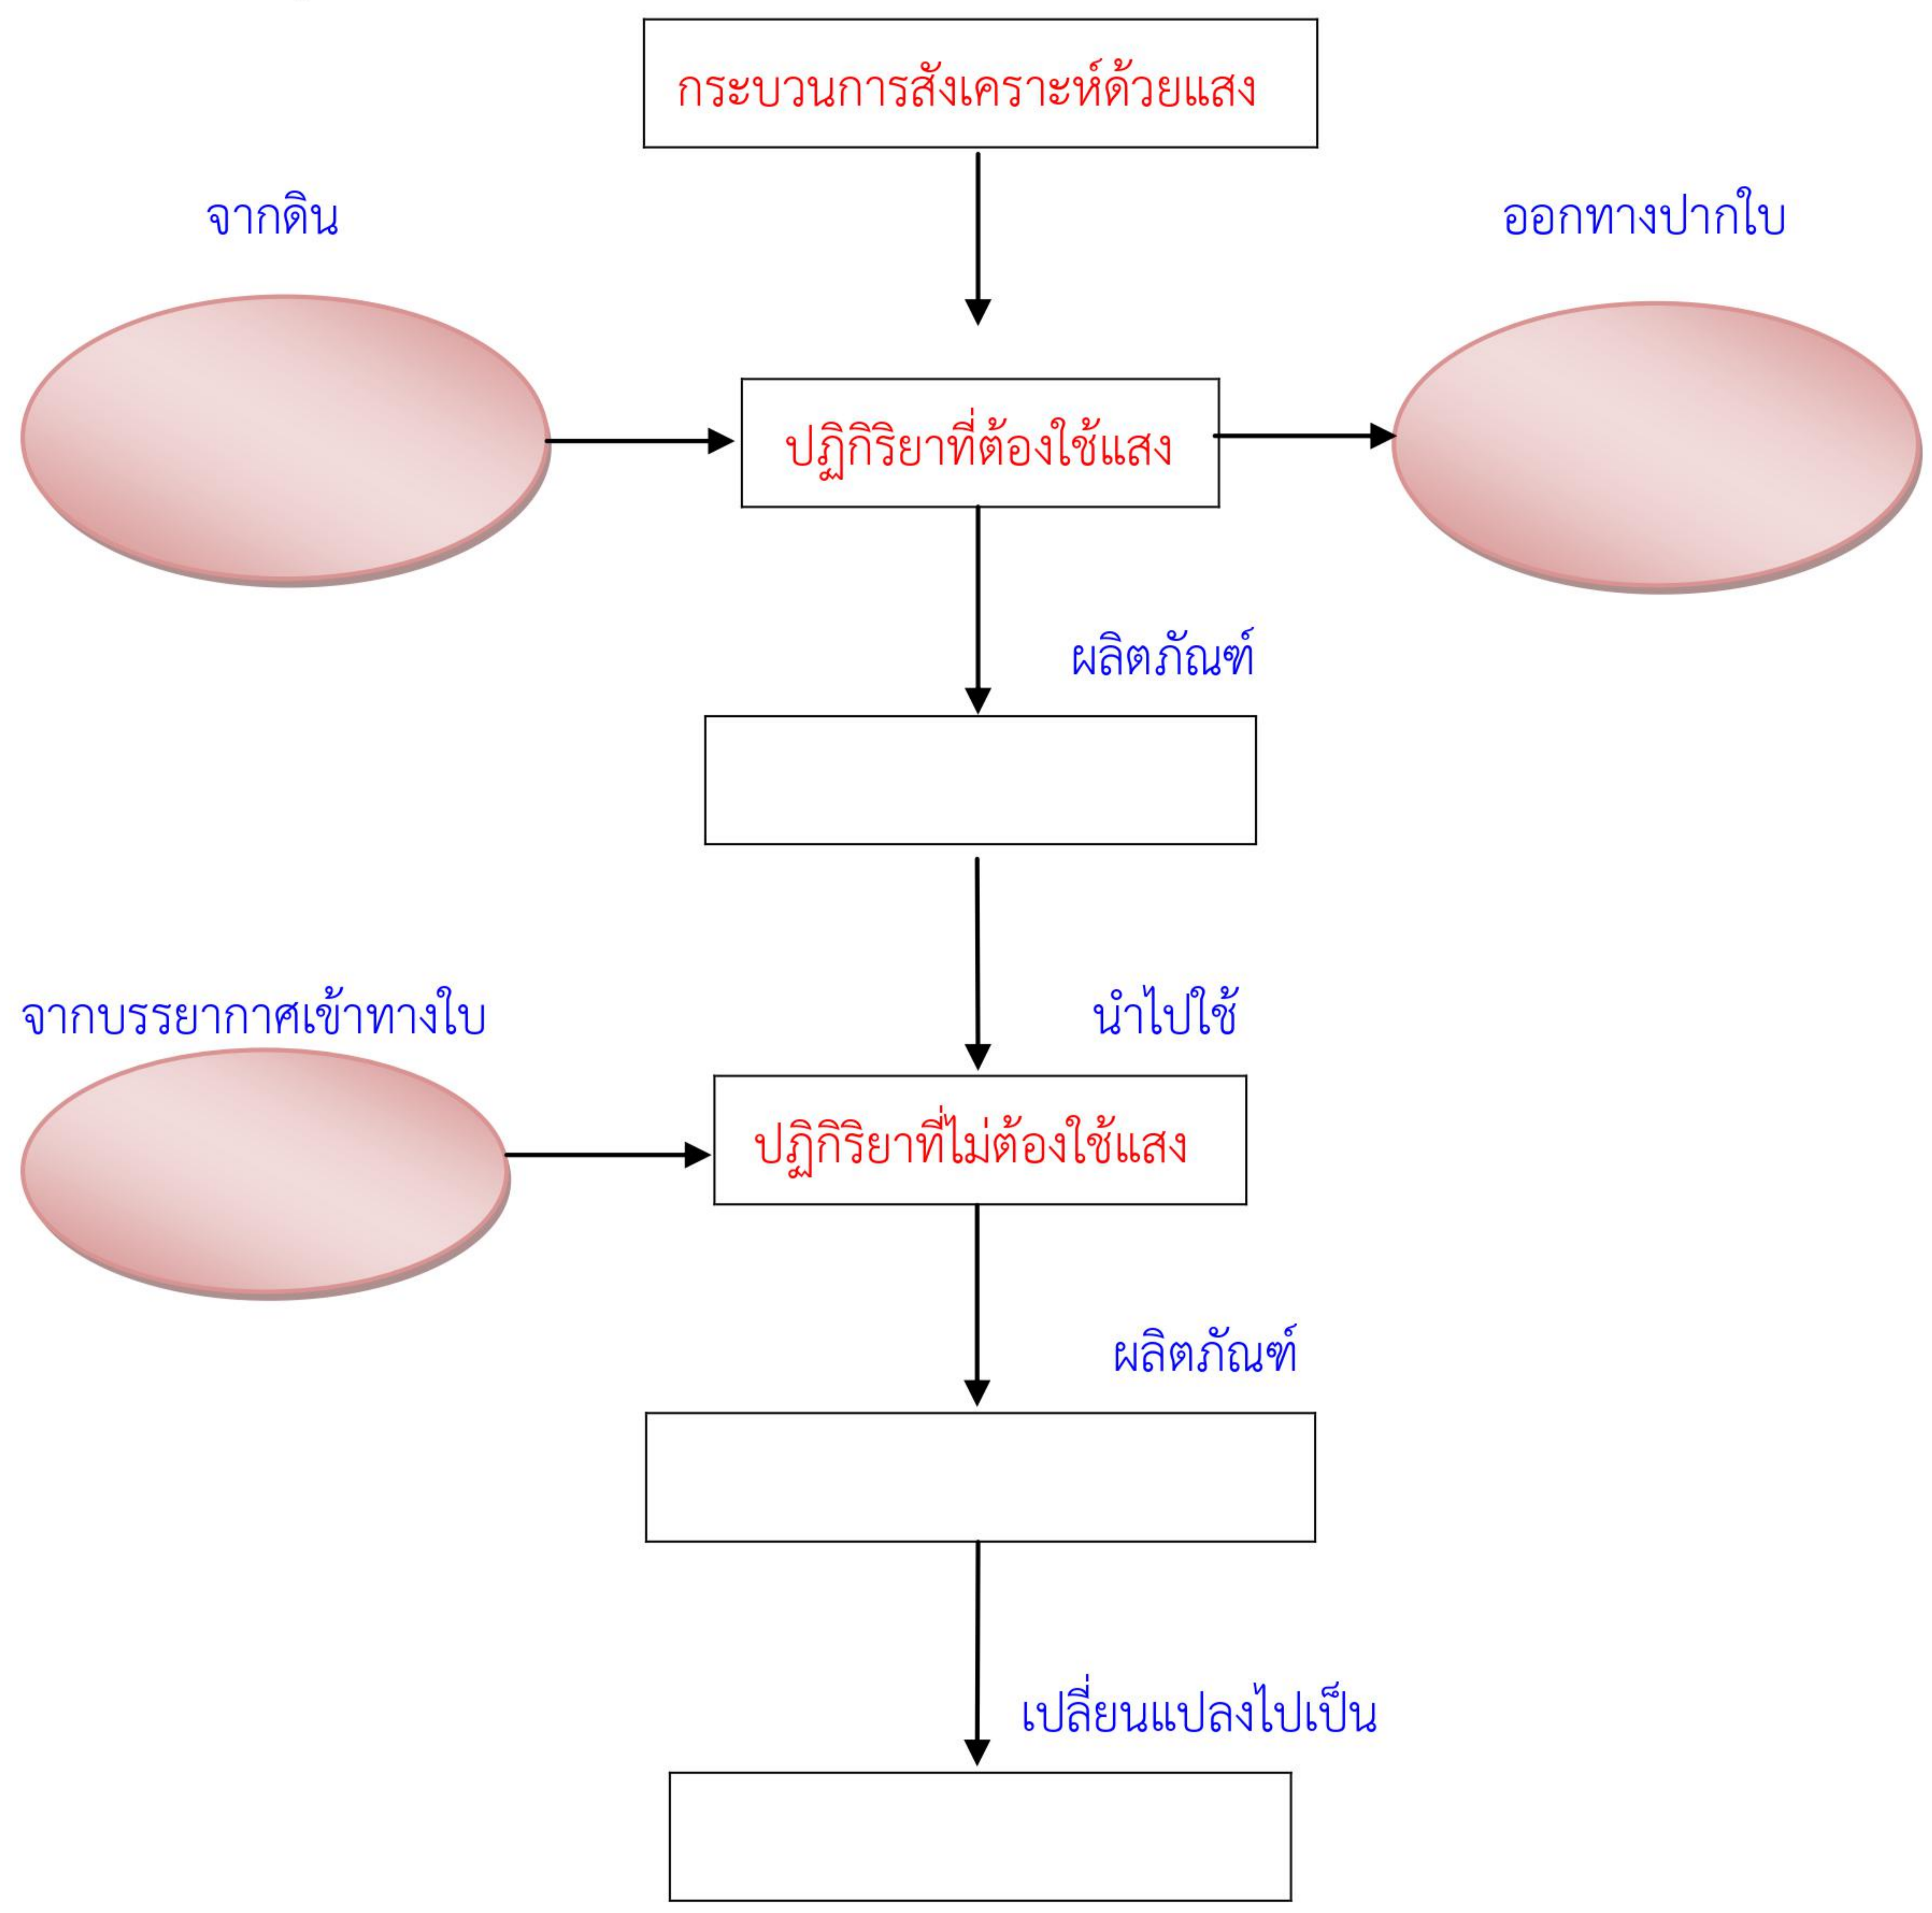 กระบวนการสังเคราะห์ด้วยแสง
จากดิน
ออกทางปากใบ
ปฏิกิริยาที่ต้องใช้แสง
ผลิตภัณฑ์
จากบรรยากาศเข้าทางใบ
นำไปใช้
ปฏิกิริยาที่ไม่ต้องใช้แสง
ผลิตภัณฑ์
เปลี่ยนแปลงไปเป็น